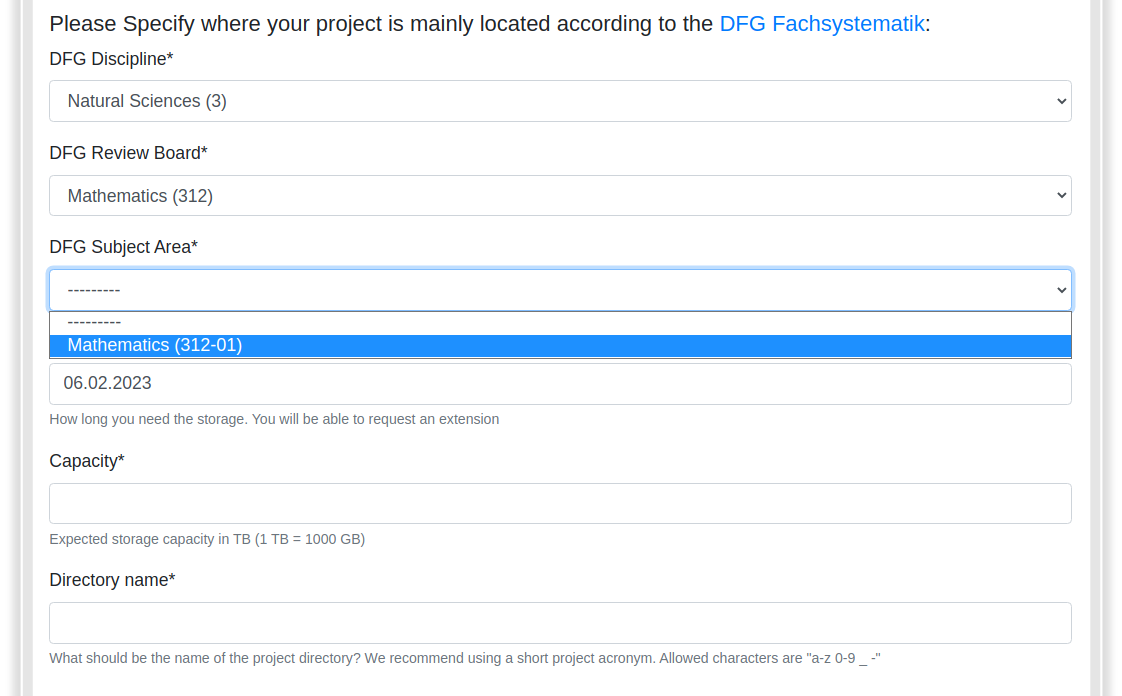 Please Specify where your project is mainly located according to the DFG Fachsystematik:
DFG Discipline*
Natural Sciences (3)
DFG Review Board*
Mathematics (312)
DFG Subject Area*
---------
---------
Mathematics (312-01)
06.02.2023
How long you need the storage. You will be able to request an extension
Capacity*
Expected storage capacity in TB (1 TB = 1000 GB)
Directory name*
What should be the name of the project directory? We recommend using a short project acronym. Allowed characters are "a-z 0-9 _ -"